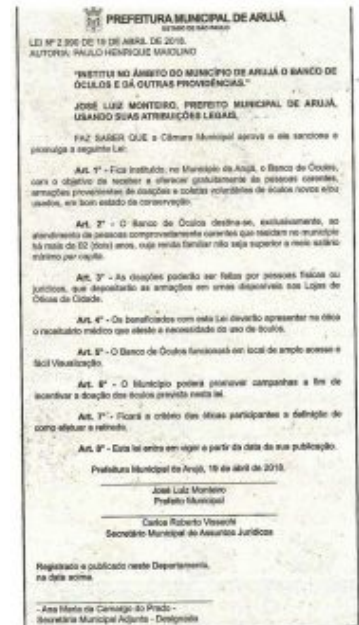 PREFEITURA MUNICIPAL DE ARUJÁ
ESTADO DE SÃO PAULO
LEI Nº 2.990 DE 19 DE ABRIL DE 2018.
AUTORIA: PAULO HENRIQUE MAIOLINO
"INSTITUI NO ÂMBITO DO MUNICÍPIO DE ARUJÁ O BANCO DE
ÓCULOS E DÁ OUTRAS PROVIDÊNCIAS."
JOSÉ LUIZ MONTEIRO, PREFEITO MUNICIPAL DE ARUJÁ,
USANDO SUAS ATRIBUIÇÕES LEGAIS,
FAZ SABER QUE a Câmara Municipal aprova e ele sanciona e
promulga a seguinte Lei:
Art. 1º - Fica instituído, no Município de Arujá, o Banco de Óculos,
com o objetivo de receber e oferecer gratuitamente às pessoas carentes,
armações provenientes de doações e coletas voluntárias de óculos novos e/ou
usados, em bom estado de conservação.
Art. 2º - O Banco de Óculos destina-se, exclusivamente, ao
atendimento de pessoas comprovadamente carentes que residam no município
há mais de 02 (dois) anos, cuja renda familiar não seja superior a meio salário
mínimo per capita.
Art. 3º - As doações poderão ser feitas por pessoas físicas ou
jurídicas, que depositarão as armações em urnas disponíveis nas Lojas de
Óticas da Cidade.
Art. 4º - Os beneficiados com esta Lei deverão apresentar na ótica
o receituário médico que ateste a necessidade do uso de óculos.
Art. 5º - O Banco de Óculos funcionará em local de amplo acesso e
fácil Visualização.
Art. 6º - O Município poderá promover campanhas a fim de
incentivar a doação dos óculos prevista nesta lei.
Art. 7º - Ficará a critério das óticas participantes a definição de
como efetuar a retirada.
Art. 8º - Esta lei entra em vigor a partir da data da sua publicação.
Prefeitura Municipal de Arujá, 19 de abril de 2018.
José Luiz Monteiro
Prefeito Municipal
Carlos Roberto
Secretário Municipal de Assuntos Jurídicos
Registrado e publicado neste Departamento,
na data acima.
- Ana Maria de Camargo do Prado -
Secretária Municipal Adjunta - Designada